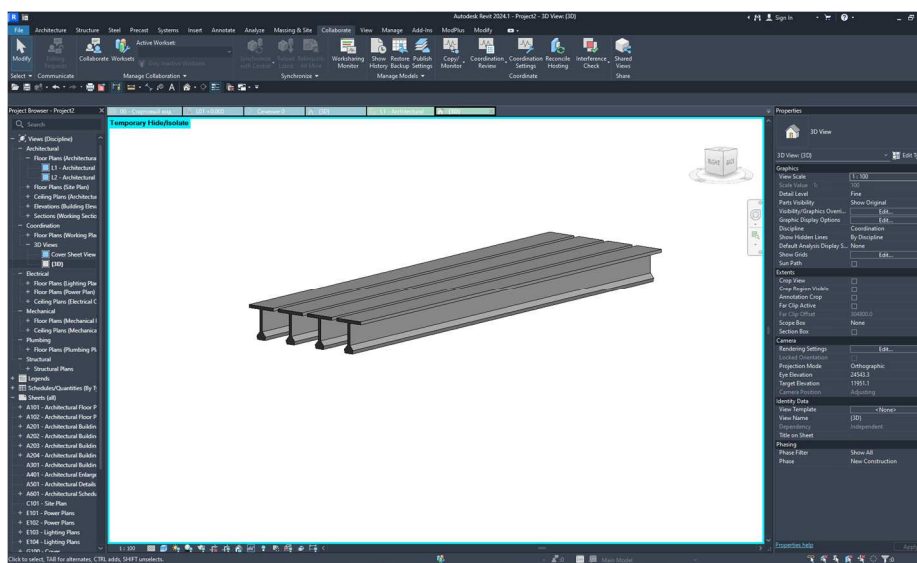 Autodesk Revit 2024.1 - Project2 - 3D View: {3D}
Sign In
File Architecture Structure Steel Precast Systems Insert Annotate Analyze Massing & Site Collaborate View Manage Add-Ins ModPlus Modify
Modify
Editing Requests
Collaborate Worksets
Active Workset:
Synchronize with Central
Reload Latest
Relinquish All Mine
Worksharing Monitor
Show History
Restore Backup
Publish Settings
Copy/ Monitor
Coordination Review
Coordination Settings
Reconcile Hosting
Interference Check
Shared Views
Select Communicate Manage Collaboration Synchronize Manage Models Coordinate Share
Project Browser - Project2
Search
Views (Discipline)
Architectural
Floor Plans (Architectura
L1 - Architectural
L2 - Architectural
Floor Plans (Site Plan)
Ceiling Plans (Architectu
Elevations (Building Elev
Sections (Working Sectio
Coordination
Floor Plans (Working Pla
3D Views
Cover Sheet View
{3D}
Electrical
Floor Plans (Lighting Pla
Floor Plans (Power Plan)
Ceiling Plans (Electrical C
Mechanical
Floor Plans (Mechanical
Ceiling Plans (Mechanica
Plumbing
Floor Plans (Plumbing Pl
Structural
Structural Plans
Legends
Schedules/Quantities (By T
Sheets (all)
A101 - Architectural Floor P
A102 - Architectural Floor P
A201 - Architectural Buildin
A202 - Architectural Buildin
A203 - Architectural Buildin
A204 - Architectural Buildin
A301 - Architectural Buildin
A401 - Architectural Enlarge
A501 - Architectural Details
A601 - Architectural Schedu
C101 - Site Plan
E101 - Power Plans
E102 - Power Plans
E103 - Lighting Plans
E104 - Lighting Plans
G100 - Cover
Temporary Hide/Isolate
RIGHT
1 : 100
Properties
3D View
3D View: {3D}
Edit Ty
Graphics
View Scale 1 : 100
Scale Value 1: 100
Detail Level Fine
Parts Visibility Show Original
Visibility/Graphics Overri... Edit...
Graphic Display Options Edit...
Discipline Coordination
Show Hidden Lines By Discipline
Default Analysis Display S... None
Show Grids Edit...
Sun Path
Extents
Crop View
Crop Region Visible
Annotation Crop
Far Clip Active
Far Clip Offset 304800.0
Scope Box None
Section Box
Camera
Rendering Settings Edit...
Locked Orientation
Projection Mode Orthographic
Eye Elevation 24543.3
Target Elevation 11951.1
Camera Position Adjusting
Identity Data
View Template <None>
View Name {3D}
Dependency Independent
Title on Sheet
Phasing
Phase Filter Show All
Phase New Construction
Properties help
Apply
Click to select, TAB for alternates, CTRL adds, SHIFT unselects.
Main Model